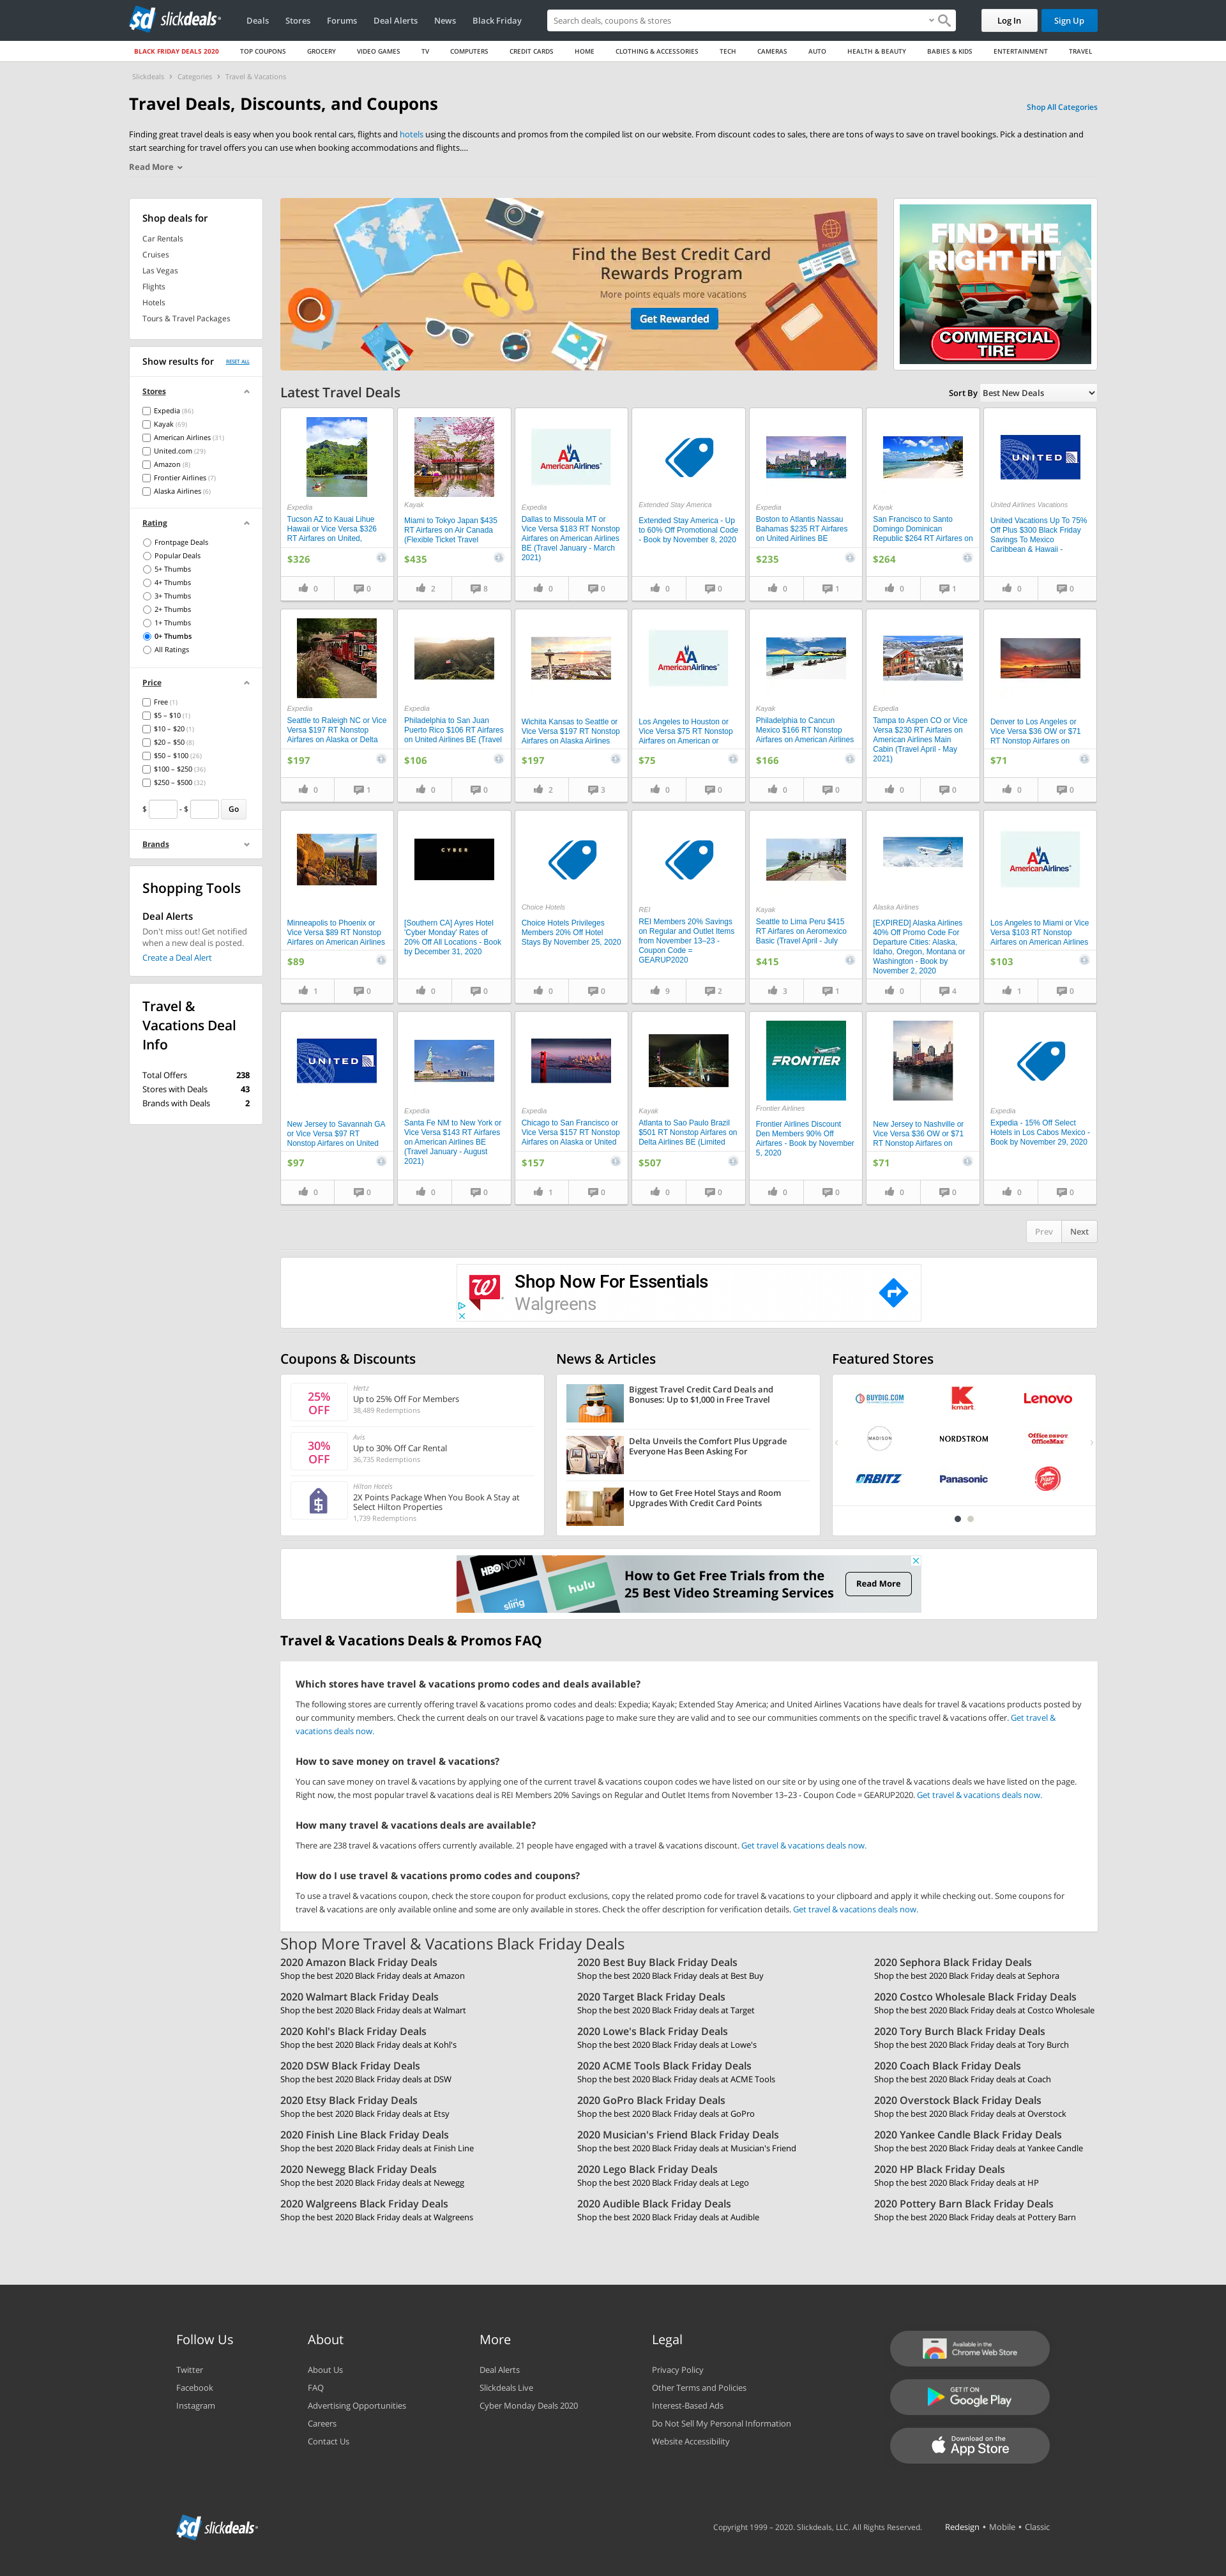 sd slickdeals
Deals Stores Forums Deal Alerts News Black Friday
Search deals, coupons & stores
Log In Sign Up
BLACK FRIDAY DEALS 2020 TOP COUPONS GROCERY VIDEO GAMES TV COMPUTERS CREDIT CARDS HOME CLOTHING & ACCESSORIES TECH CAMERAS AUTO HEALTH & BEAUTY BABIES & KIDS ENTERTAINMENT TRAVEL
Slickdeals › Categories › Travel & Vacations
Travel Deals, Discounts, and Coupons
Shop All Categories
Finding great travel deals is easy when you book rental cars, flights and hotels using the discounts and promos from the compiled list on our website. From discount codes to sales, there are tons of ways to save on travel bookings. Pick a destination and
start searching for travel offers you can use when booking accommodations and flights....
Read More
Shop deals for
Car Rentals
Cruises
Las Vegas
Flights
Hotels
Tours & Travel Packages
Show results for RESET ALL
Stores
Expedia (86)
Kayak (69)
American Airlines (31)
United.com (29)
Amazon (8)
Frontier Airlines (7)
Alaska Airlines (6)
Rating
Frontpage Deals
Popular Deals
5+ Thumbs
4+ Thumbs
3+ Thumbs
2+ Thumbs
1+ Thumbs
0+ Thumbs
All Ratings
Price
Free (1)
$5 – $10 (1)
$10 – $20 (1)
$20 – $50 (8)
$50 – $100 (26)
$100 – $250 (36)
$250 – $500 (32)
$ - $ Go
Brands
Shopping Tools
Deal Alerts
Don't miss out! Get notified
when a new deal is posted.
Create a Deal Alert
Travel &
Vacations Deal
Info
Total Offers 238
Stores with Deals 43
Brands with Deals 2
Find the Best Credit Card
Rewards Program
More points equals more vacations
Get Rewarded
PASSPORT
FIND THE
RIGHT FIT
COMMERCIAL
TIRE
Latest Travel Deals
Sort By Best New Deals
Expedia
Tucson AZ to Kauai Lihue
Hawaii or Vice Versa $326
RT Airfares on United,
$326
0 0
Kayak
Miami to Tokyo Japan $435
RT Airfares on Air Canada
(Flexible Ticket Travel
$435
2 8
AmericanAirlines
Expedia
Dallas to Missoula MT or
Vice Versa $183 RT Nonstop
Airfares on American Airlines
BE (Travel January - March
2021)
0 0
Extended Stay America
Extended Stay America - Up
to 60% Off Promotional Code
- Book by November 8, 2020
0 0
Expedia
Boston to Atlantis Nassau
Bahamas $235 RT Airfares
on United Airlines BE
$235
0 1
Kayak
San Francisco to Santo
Domingo Dominican
Republic $264 RT Airfares on
$264
0 1
UNITED
United Airlines Vacations
United Vacations Up To 75%
Off Plus $300 Black Friday
Savings To Mexico
Caribbean & Hawaii -
0 0
Expedia
Seattle to Raleigh NC or Vice
Versa $197 RT Nonstop
Airfares on Alaska or Delta
$197
0 1
Expedia
Philadelphia to San Juan
Puerto Rico $106 RT Airfares
on United Airlines BE (Travel
$106
0 0
Wichita Kansas to Seattle or
Vice Versa $197 RT Nonstop
Airfares on Alaska Airlines
$197
2 3
AmericanAirlines
Los Angeles to Houston or
Vice Versa $75 RT Nonstop
Airfares on American or
$75
0 0
Kayak
Philadelphia to Cancun
Mexico $166 RT Nonstop
Airfares on American Airlines
$166
0 0
Expedia
Tampa to Aspen CO or Vice
Versa $230 RT Airfares on
American Airlines Main
Cabin (Travel April - May
2021)
0 0
Denver to Los Angeles or
Vice Versa $36 OW or $71
RT Nonstop Airfares on
$71
0 0
Minneapolis to Phoenix or
Vice Versa $89 RT Nonstop
Airfares on American Airlines
$89
1 0
CYBER
[Southern CA] Ayres Hotel
'Cyber Monday' Rates of
20% Off All Locations - Book
by December 31, 2020
0 0
Choice Hotels
Choice Hotels Privileges
Members 20% Off Hotel
Stays By November 25, 2020
0 0
REI
REI Members 20% Savings
on Regular and Outlet Items
from November 13–23 -
Coupon Code =
GEARUP2020
9 2
Kayak
Seattle to Lima Peru $415
RT Airfares on Aeromexico
Basic (Travel April - July
$415
3 1
Alaska Airlines
[EXPIRED] Alaska Airlines
40% Off Promo Code For
Departure Cities: Alaska,
Idaho, Oregon, Montana or
Washington - Book by
November 2, 2020
0 4
AmericanAirlines
Los Angeles to Miami or Vice
Versa $103 RT Nonstop
Airfares on American Airlines
$103
1 0
UNITED
New Jersey to Savannah GA
or Vice Versa $97 RT
Nonstop Airfares on United
$97
0 0
Expedia
Santa Fe NM to New York or
Vice Versa $143 RT Airfares
on American Airlines BE
(Travel January - August
2021)
0 0
Expedia
Chicago to San Francisco or
Vice Versa $157 RT Nonstop
Airfares on Alaska or United
$157
1 0
Kayak
Atlanta to Sao Paulo Brazil
$501 RT Nonstop Airfares on
Delta Airlines BE (Limited
$507
0 0
FRONTIER
Frontier Airlines
Frontier Airlines Discount
Den Members 90% Off
Airfares - Book by November
5, 2020
0 0
New Jersey to Nashville or
Vice Versa $36 OW or $71
RT Nonstop Airfares on
$71
0 0
Expedia
Expedia - 15% Off Select
Hotels in Los Cabos Mexico -
Book by November 29, 2020
0 0
Prev Next
Shop Now For Essentials
Walgreens
Coupons & Discounts
25%
OFF
Hertz
Up to 25% Off For Members
38,489 Redemptions
30%
OFF
Avis
Up to 30% Off Car Rental
36,735 Redemptions
Hilton Hotels
2X Points Package When You Book A Stay at
Select Hilton Properties
1,739 Redemptions
News & Articles
Biggest Travel Credit Card Deals and
Bonuses: Up to $1,000 in Free Travel
Delta Unveils the Comfort Plus Upgrade
Everyone Has Been Asking For
How to Get Free Hotel Stays and Room
Upgrades With Credit Card Points
Featured Stores
BUYDIG.COM kmart Lenovo
MADISON NORDSTROM Office DEPOT
OfficeMax
ORBITZ Panasonic
HBO NOW
hulu
sling
How to Get Free Trials from the
25 Best Video Streaming Services
Read More
Travel & Vacations Deals & Promos FAQ
Which stores have travel & vacations promo codes and deals available?
The following stores are currently offering travel & vacations promo codes and deals: Expedia; Kayak; Extended Stay America; and United Airlines Vacations have deals for travel & vacations products posted by
our community members. Check the current deals on our travel & vacations page to make sure they are valid and to see our communities comments on the specific travel & vacations offer. Get travel &
vacations deals now.
How to save money on travel & vacations?
You can save money on travel & vacations by applying one of the current travel & vacations coupon codes we have listed on our site or by using one of the travel & vacations deals we have listed on the page.
Right now, the most popular travel & vacations deal is REI Members 20% Savings on Regular and Outlet Items from November 13–23 - Coupon Code = GEARUP2020. Get travel & vacations deals now.
How many travel & vacations deals are available?
There are 238 travel & vacations offers currently available. 21 people have engaged with a travel & vacations discount. Get travel & vacations deals now.
How do I use travel & vacations promo codes and coupons?
To use a travel & vacations coupon, check the store coupon for product exclusions, copy the related promo code for travel & vacations to your clipboard and apply it while checking out. Some coupons for
travel & vacations are only available online and some are only available in stores. Check the offer description for verification details. Get travel & vacations deals now.
Shop More Travel & Vacations Black Friday Deals
2020 Amazon Black Friday Deals
Shop the best 2020 Black Friday deals at Amazon
2020 Best Buy Black Friday Deals
Shop the best 2020 Black Friday deals at Best Buy
2020 Sephora Black Friday Deals
Shop the best 2020 Black Friday deals at Sephora
2020 Walmart Black Friday Deals
Shop the best 2020 Black Friday deals at Walmart
2020 Target Black Friday Deals
Shop the best 2020 Black Friday deals at Target
2020 Costco Wholesale Black Friday Deals
Shop the best 2020 Black Friday deals at Costco Wholesale
2020 Kohl's Black Friday Deals
Shop the best 2020 Black Friday deals at Kohl's
2020 Lowe's Black Friday Deals
Shop the best 2020 Black Friday deals at Lowe's
2020 Tory Burch Black Friday Deals
Shop the best 2020 Black Friday deals at Tory Burch
2020 DSW Black Friday Deals
Shop the best 2020 Black Friday deals at DSW
2020 ACME Tools Black Friday Deals
Shop the best 2020 Black Friday deals at ACME Tools
2020 Coach Black Friday Deals
Shop the best 2020 Black Friday deals at Coach
2020 Etsy Black Friday Deals
Shop the best 2020 Black Friday deals at Etsy
2020 GoPro Black Friday Deals
Shop the best 2020 Black Friday deals at GoPro
2020 Overstock Black Friday Deals
Shop the best 2020 Black Friday deals at Overstock
2020 Finish Line Black Friday Deals
Shop the best 2020 Black Friday deals at Finish Line
2020 Musician's Friend Black Friday Deals
Shop the best 2020 Black Friday deals at Musician's Friend
2020 Yankee Candle Black Friday Deals
Shop the best 2020 Black Friday deals at Yankee Candle
2020 Newegg Black Friday Deals
Shop the best 2020 Black Friday deals at Newegg
2020 Lego Black Friday Deals
Shop the best 2020 Black Friday deals at Lego
2020 HP Black Friday Deals
Shop the best 2020 Black Friday deals at HP
2020 Walgreens Black Friday Deals
Shop the best 2020 Black Friday deals at Walgreens
2020 Audible Black Friday Deals
Shop the best 2020 Black Friday deals at Audible
2020 Pottery Barn Black Friday Deals
Shop the best 2020 Black Friday deals at Pottery Barn
Follow Us
Twitter
Facebook
Instagram
About
About Us
FAQ
Advertising Opportunities
Careers
Contact Us
More
Deal Alerts
Slickdeals Live
Cyber Monday Deals 2020
Legal
Privacy Policy
Other Terms and Policies
Interest-Based Ads
Do Not Sell My Personal Information
Website Accessibility
Available in the
Chrome Web Store
GET IT ON
Google Play
Download on the
App Store
sd slickdeals
Copyright 1999 – 2020. Slickdeals, LLC. All Rights Reserved. Redesign • Mobile • Classic